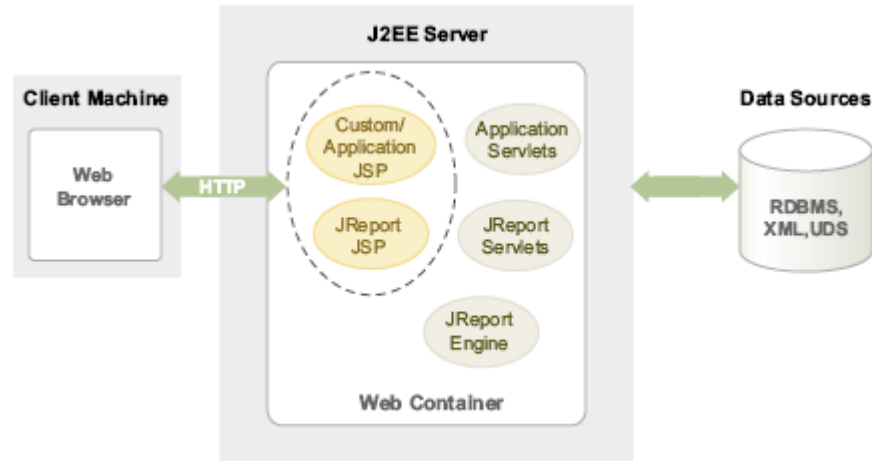 J2EE Server
Client Machine
Web
Browser
HTTP
Custom/
Application
JSP
Application
Servlets
JReport
JSP
JReport
Servlets
JReport
Engine
Web Container
Data Sources
RDBMS,
XML,UDS